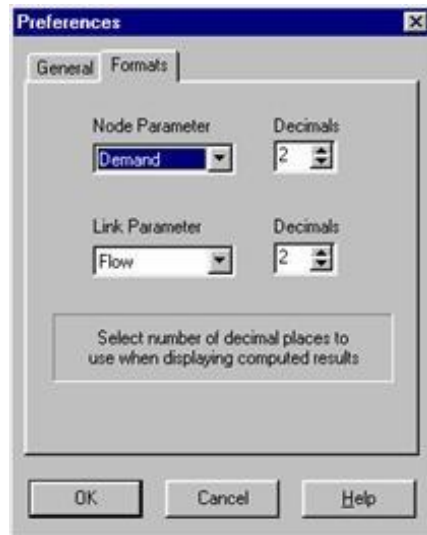 Preferences
General Formats
Node Parameter Decimals
Demand 2
Link Parameter Decimals
Flow 2
Select number of decimal places to
use when displaying computed results
OK Cancel Help